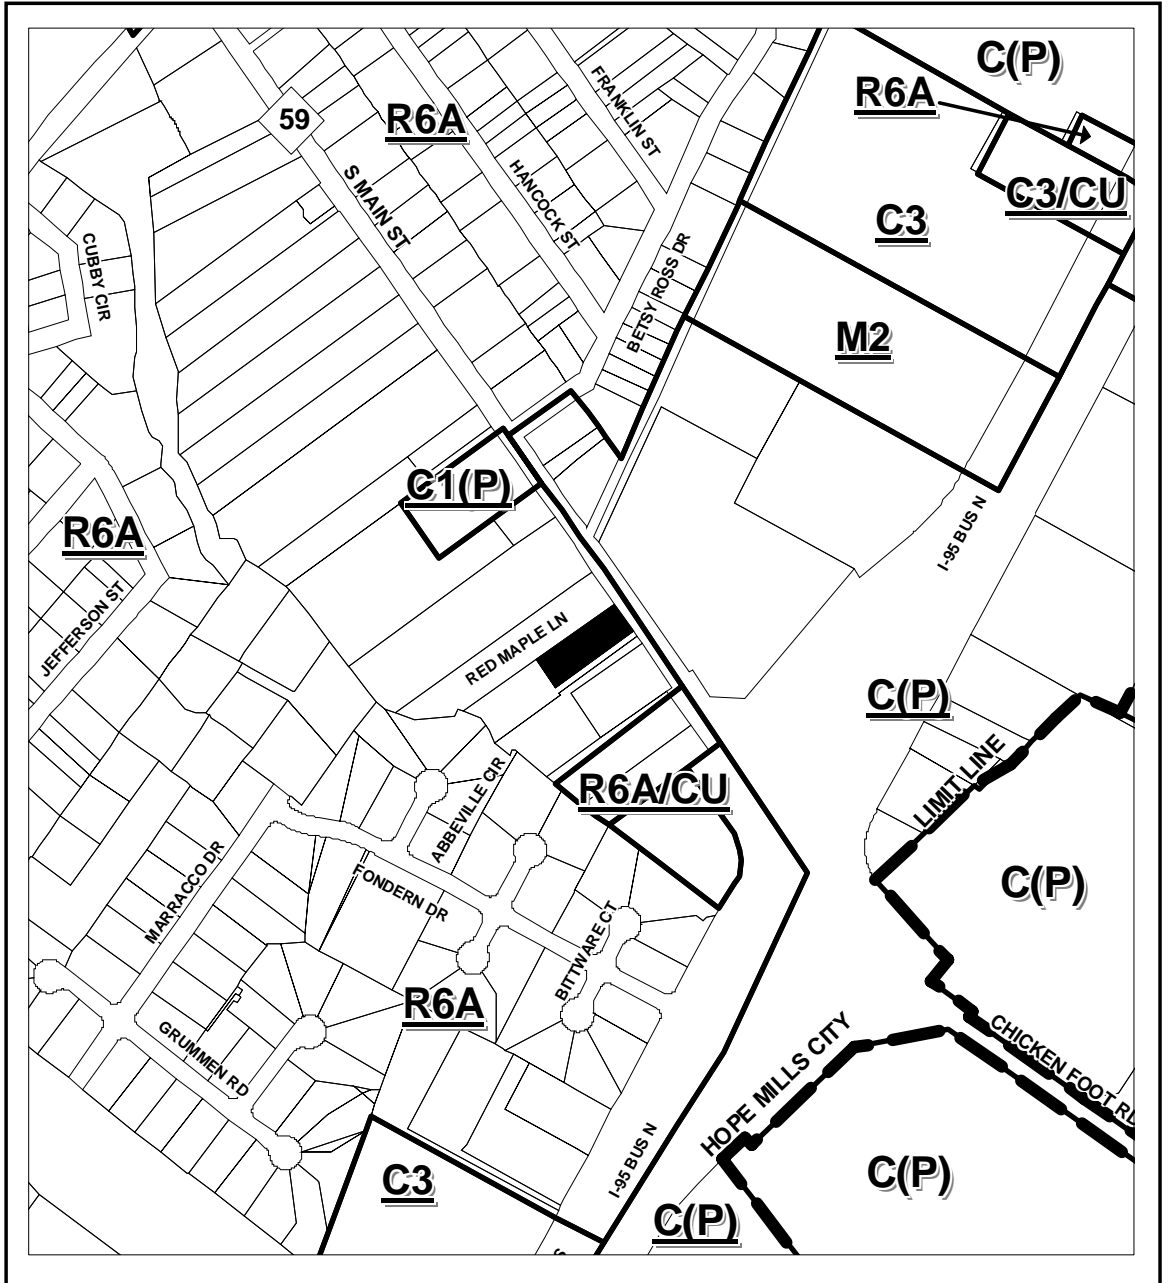 C(P)
R6A
59
R6A
FRANKLIN ST
HANCOCK ST
S MAIN ST
C3/CU
C3
CUBBY CIR
BETSY ROSS DR
M2
C1(P)
R6A
I-95 BUS N
JEFFERSON ST
RED MAPLE LN
C(P)
LIMIT LINE
R6A/CU
ABBEVILLE CIR
MARRACCO DR
FONDERN DR
C(P)
BITTWARE CT
R6A
GRUMMEN RD
HOPE MILLS CITY
CHICKEN FOOT RD
I-95 BUS N
C3
C(P)
C(P)